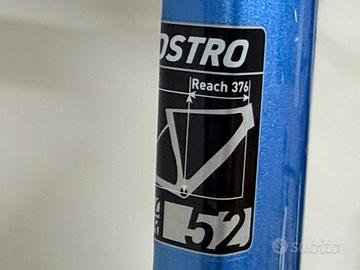 OSTRO
Reach 376
52
subito